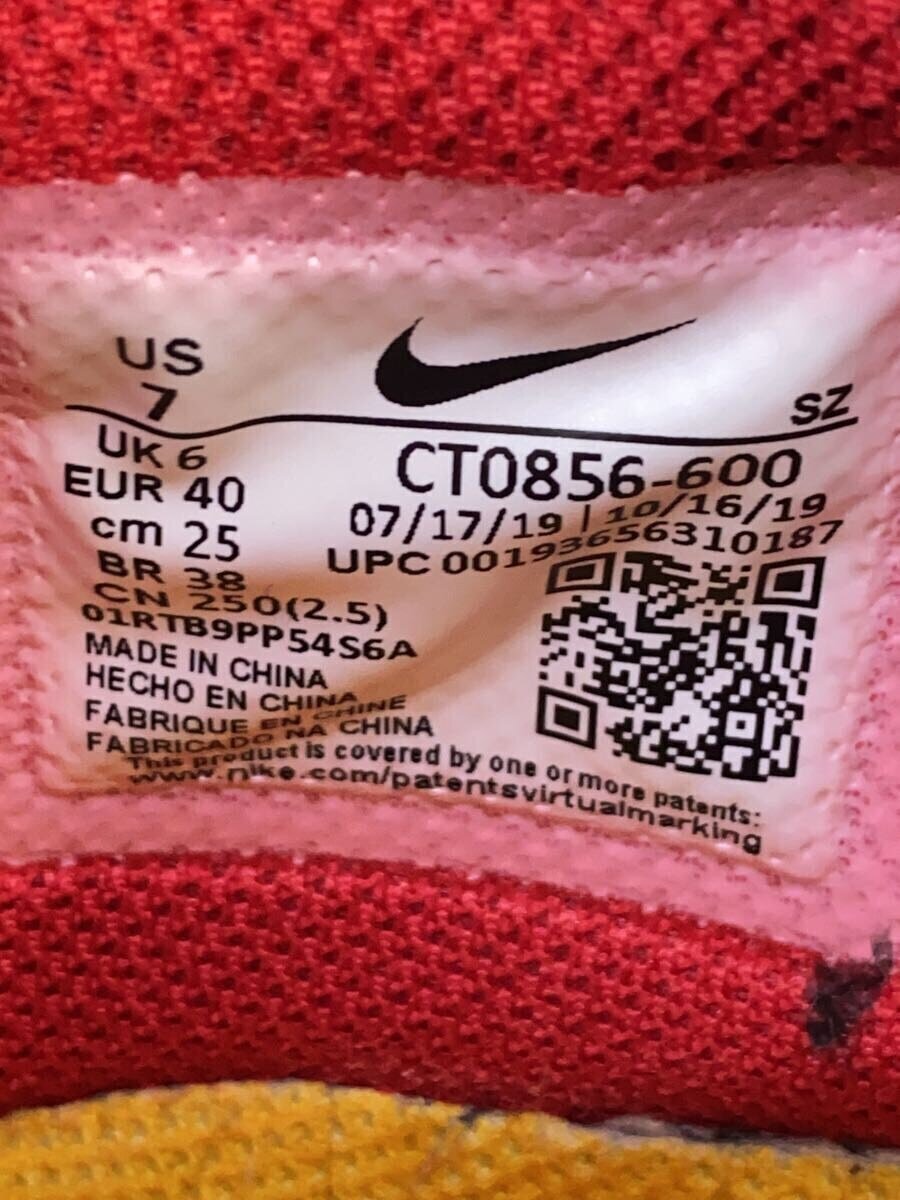 US
7
SZ
UK 6
EUR 40
cm 25
BR 38
CN 250(2.5)
01RTB9PP54S6A
CT0856-600
07/17/19 | 10/16/19
UPC 00193656310187
MADE IN CHINA
HECHO EN CHINA
FABRIQUE EN CHINE
FABRICADO NA CHINA
This product is covered by one or more patents:
www.nike.com/patentsvirtualmarking